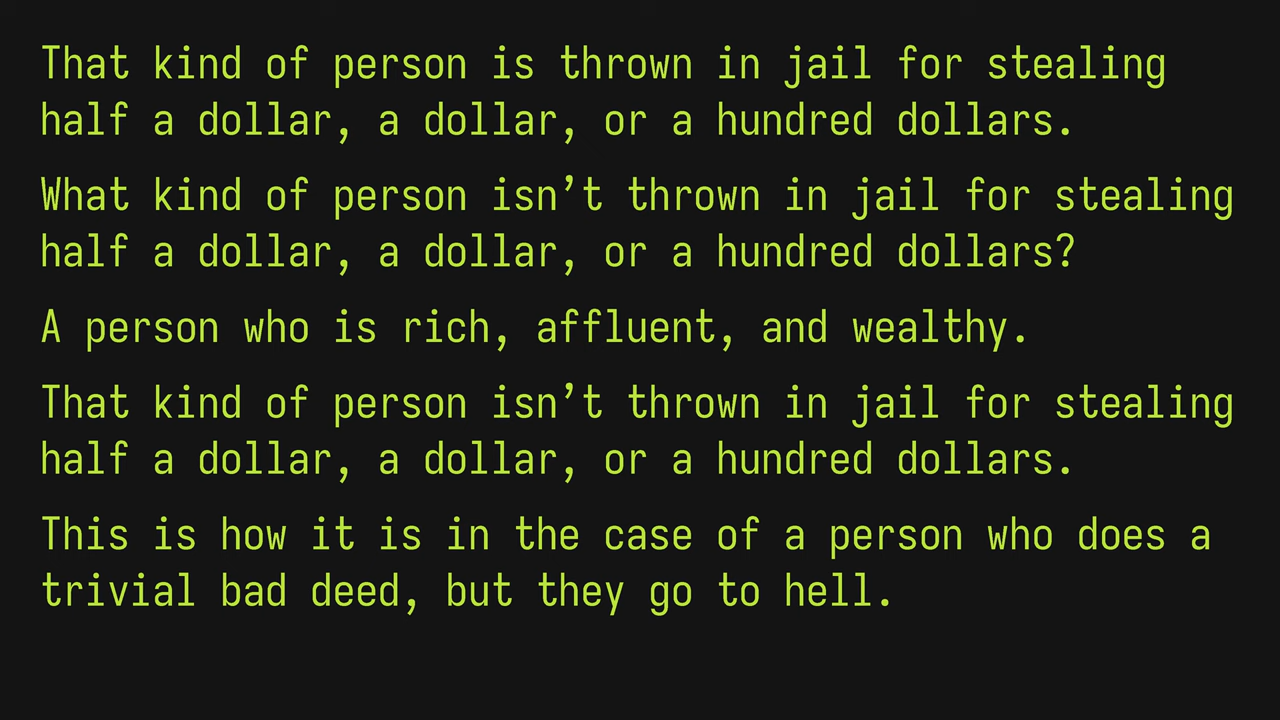 That kind of person is thrown in jail for stealing
half a dollar, a dollar, or a hundred dollars.
What kind of person isn’t thrown in jail for stealing
half a dollar, a dollar, or a hundred dollars?
A person who is rich, affluent, and wealthy.
That kind of person isn’t thrown in jail for stealing
half a dollar, a dollar, or a hundred dollars.
This is how it is in the case of a person who does a
trivial bad deed, but they go to hell.